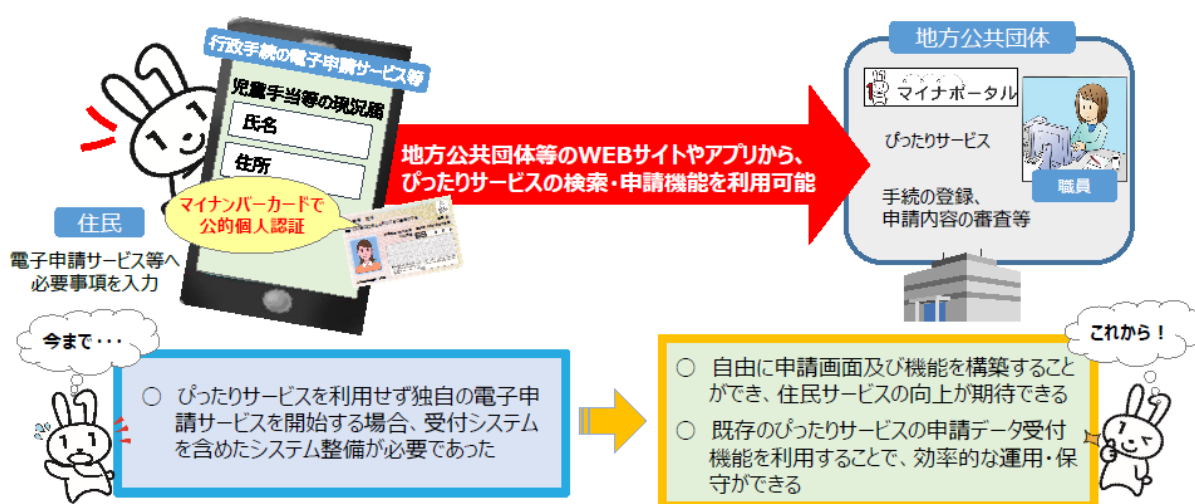 行政手続の電子申請サービス等
児童手当等の現況届
氏名
住所
マイナンバーカードで
公的個人認証
住民
電子申請サービス等へ
必要事項を入力
地方公共団体等のWEBサイトやアプリから、
ぴったりサービスの検索・申請機能を利用可能
地方公共団体
マイナポータル
ぴったりサービス
職員
手続の登録、
申請内容の審査等
今まで・・・
○ ぴったりサービスを利用せず独自の電子申
請サービスを開始する場合、受付システム
を含めたシステム整備が必要であった
これから！
○ 自由に申請画面及び機能を構築すること
ができ、住民サービスの向上が期待できる
○ 既存のぴったりサービスの申請データ受付
機能を利用することで、効率的な運用・保
守ができる